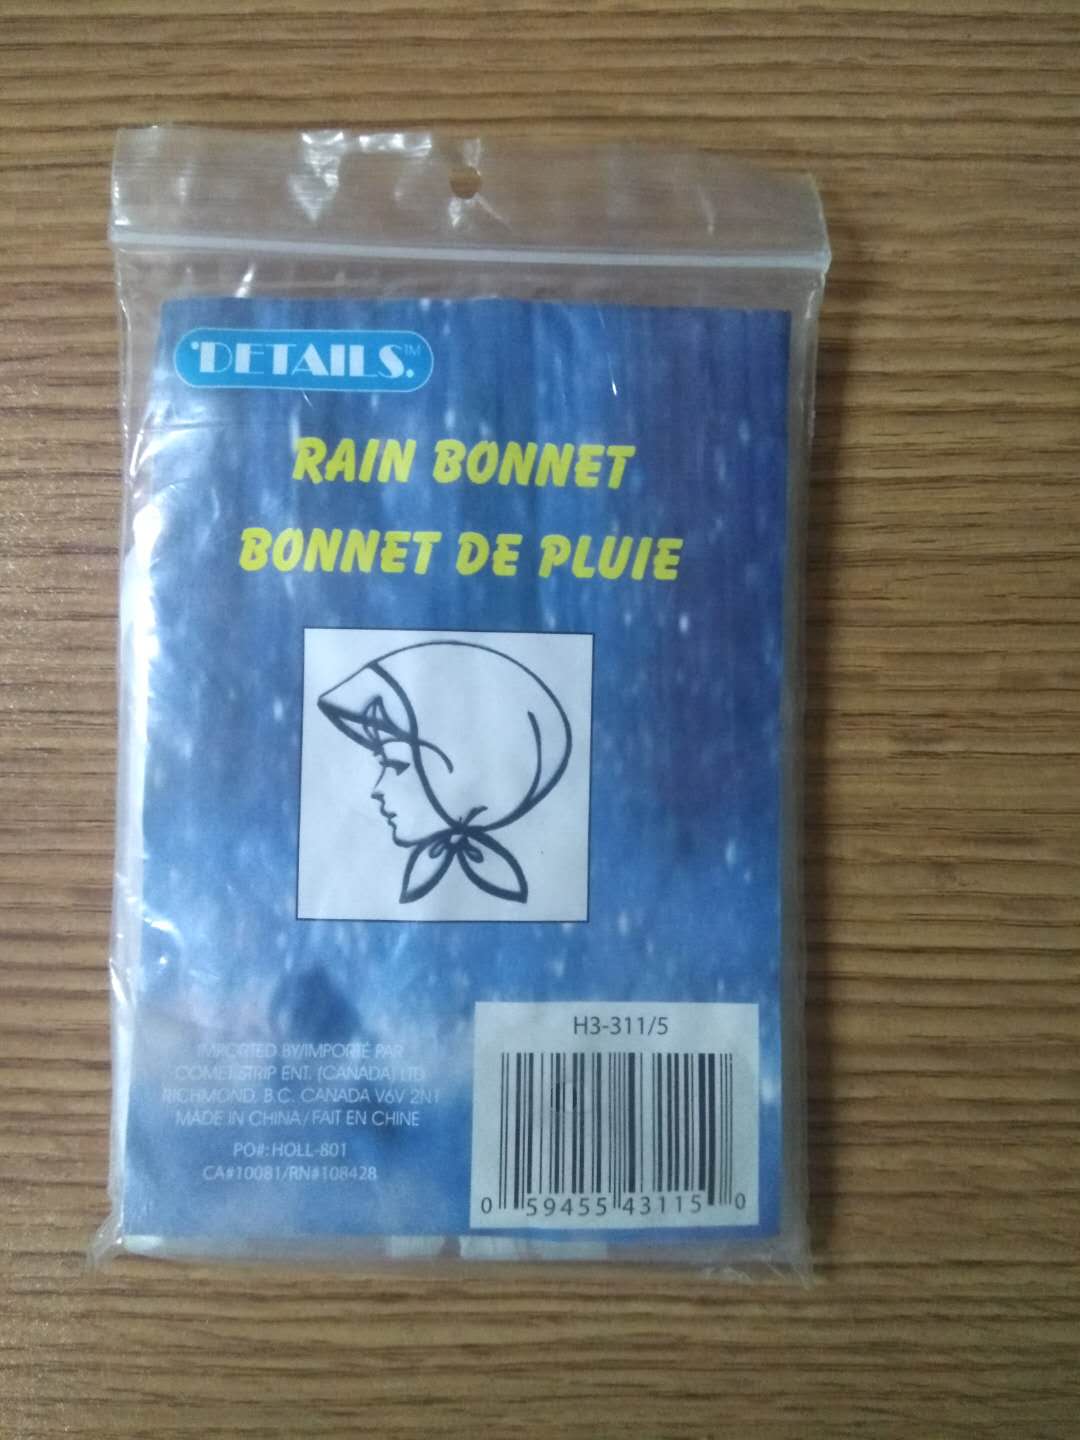 DETAILS.™
RAIN BONNET
BONNET DE PLUIE
IMPORTED BY/IMPORTÉ PAR
COMET STRIP ENT. (CANADA) LTD
RICHMOND, B.C. CANADA V6V 2N1
MADE IN CHINA/FAIT EN CHINE
PO#: HOLL-801
CA#10081/RN#108428
H3-311/5
0 59455 43115 0